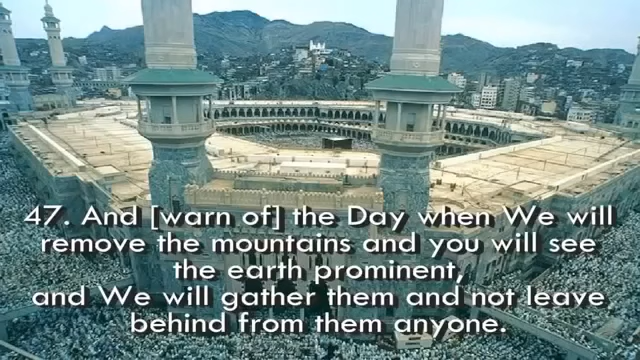 47. And [warn of] the Day when We will
remove the mountains and you will see
the earth prominent,
and We will gather them and not leave
behind from them anyone.